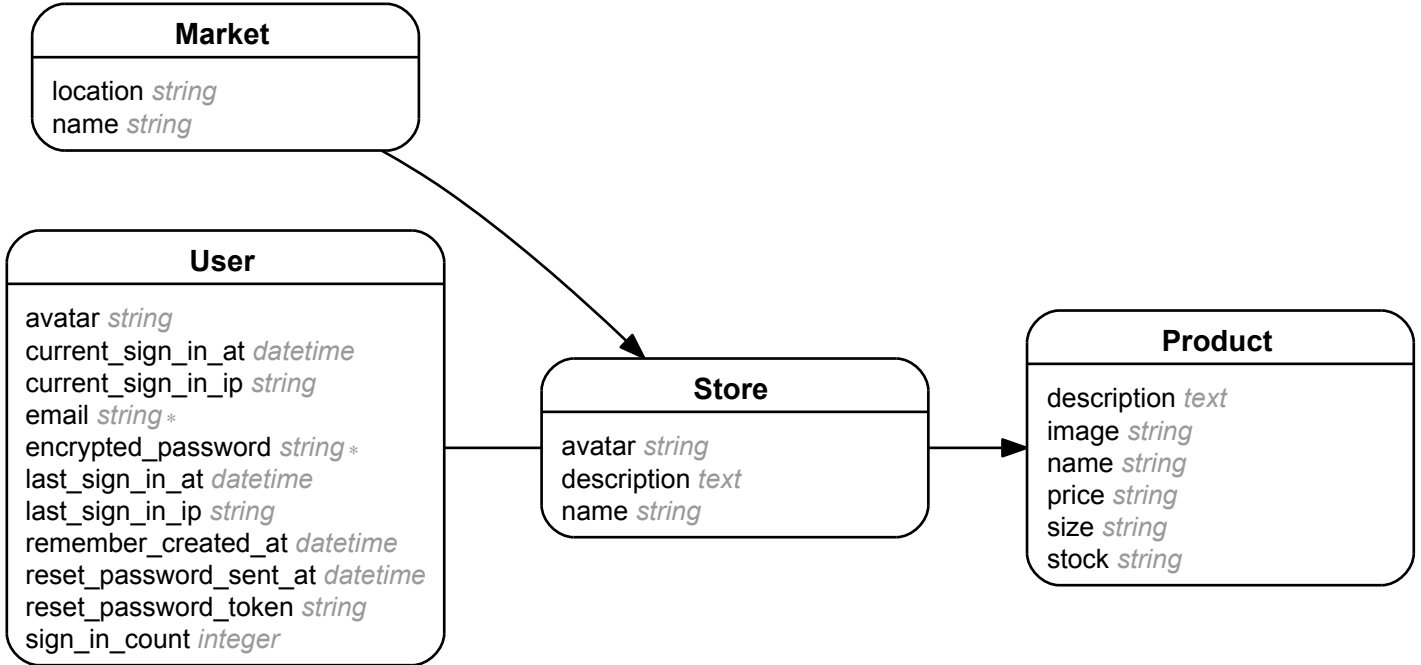 Market
location string
name string
User
avatar string
current_sign_in_at datetime
current_sign_in_ip string
email string *
encrypted_password string *
last_sign_in_at datetime
last_sign_in_ip string
remember_created_at datetime
reset_password_sent_at datetime
reset_password_token string
sign_in_count integer
Store
avatar string
description text
name string
Product
description text
image string
name string
price string
size string
stock string